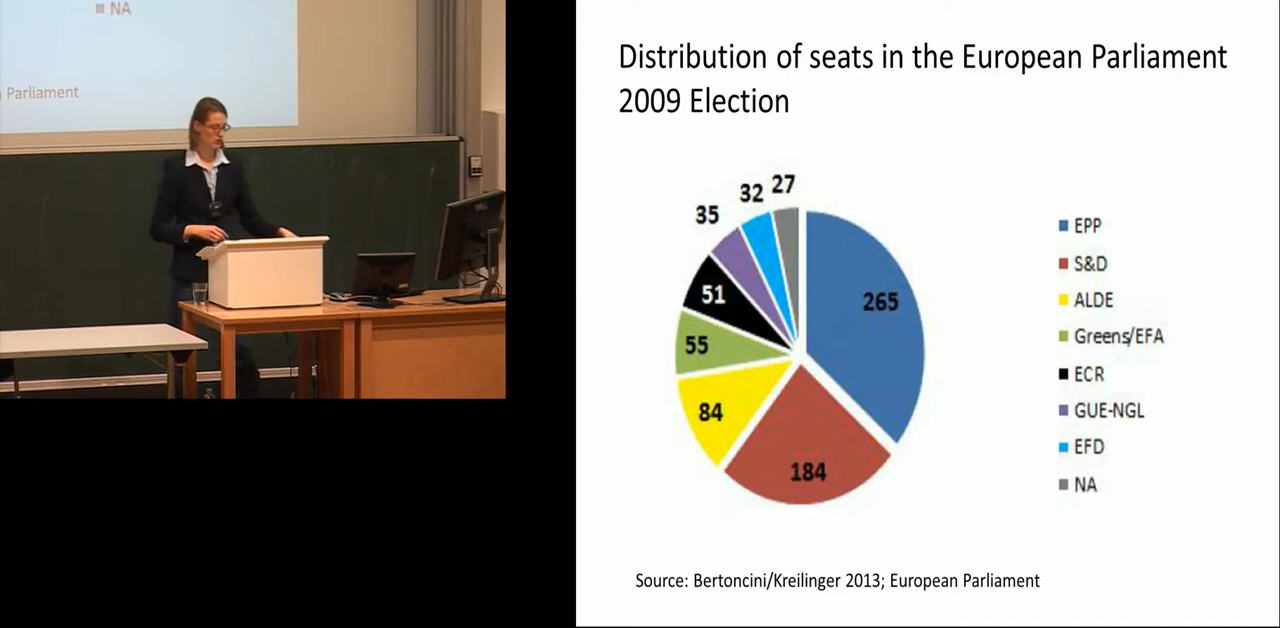 NA
Parliament
Distribution of seats in the European Parliament
2009 Election
27
32
35
51
265
55
84
184
EPP
S&D
ALDE
Greens/EFA
ECR
GUE-NGL
EFD
NA
Source: Bertoncini/Kreilinger 2013; European Parliament